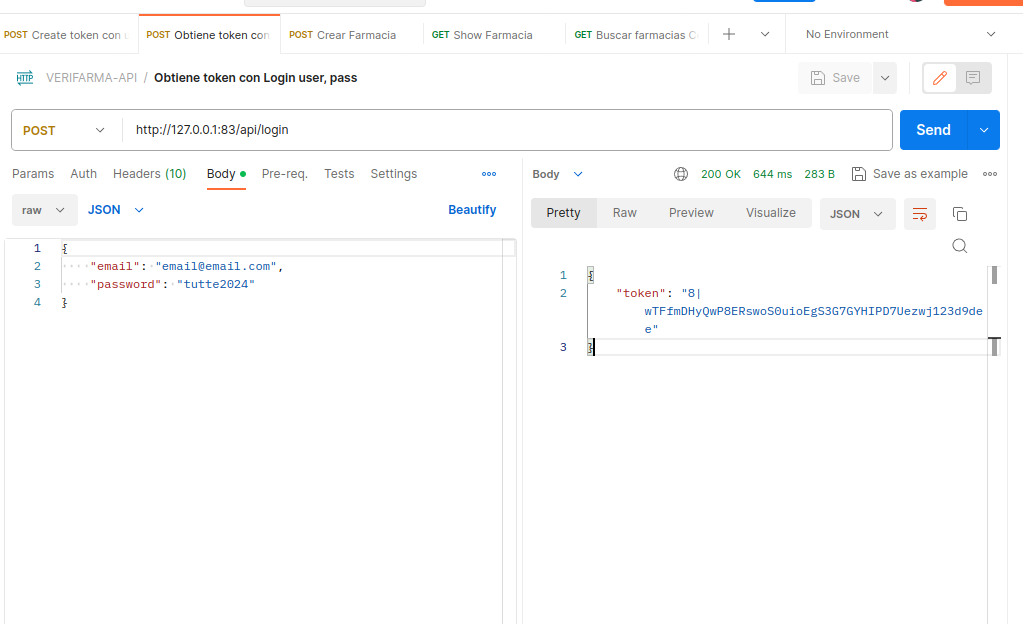 POST Create token con
POST Obtiene token con
POST Crear Farmacia
GET Show Farmacia
GET Buscar farmacias
No Environment
HTTP VERIFARMA-API / Obtiene token con Login user, pass
Save
POST http://127.0.0.1:83/api/login
Send
Params Auth Headers (10) Body Pre-req. Tests Settings
raw JSON Beautify
1 {
2 "email": "email@email.com",
3 "password": "tutte2024"
4 }
Body 200 OK 644 ms 283 B Save as example
Pretty Raw Preview Visualize JSON
1 {
2 "token": "8|
wTFfmDHyQwP8ERswoS0uioEgS3G7GYHIPD7Uezwj123d9de
e"
3 }